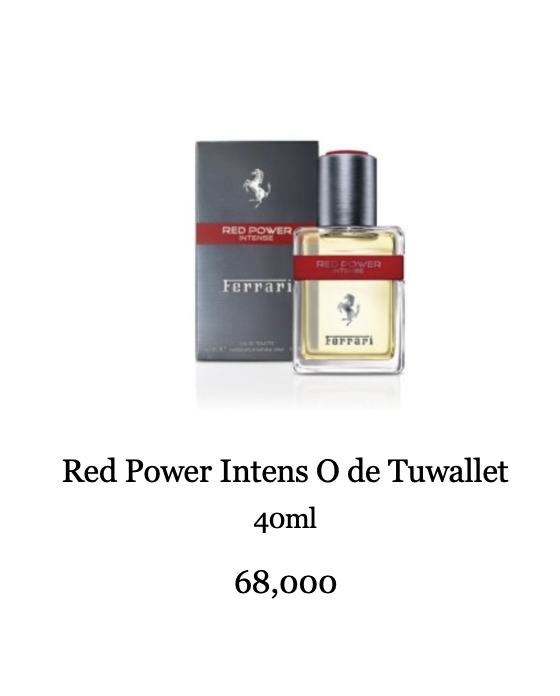 RED POWER
INTENSE
Ferrari
EAU DE TOILETTE
RED POWER
INTENSE
Ferrari
Red Power Intens O de Tuwallet
40ml
68,000